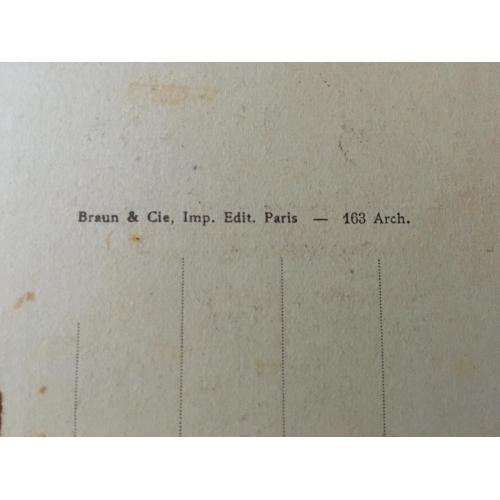 Braun & Cie, Imp. Edit. Paris — 163 Arch.